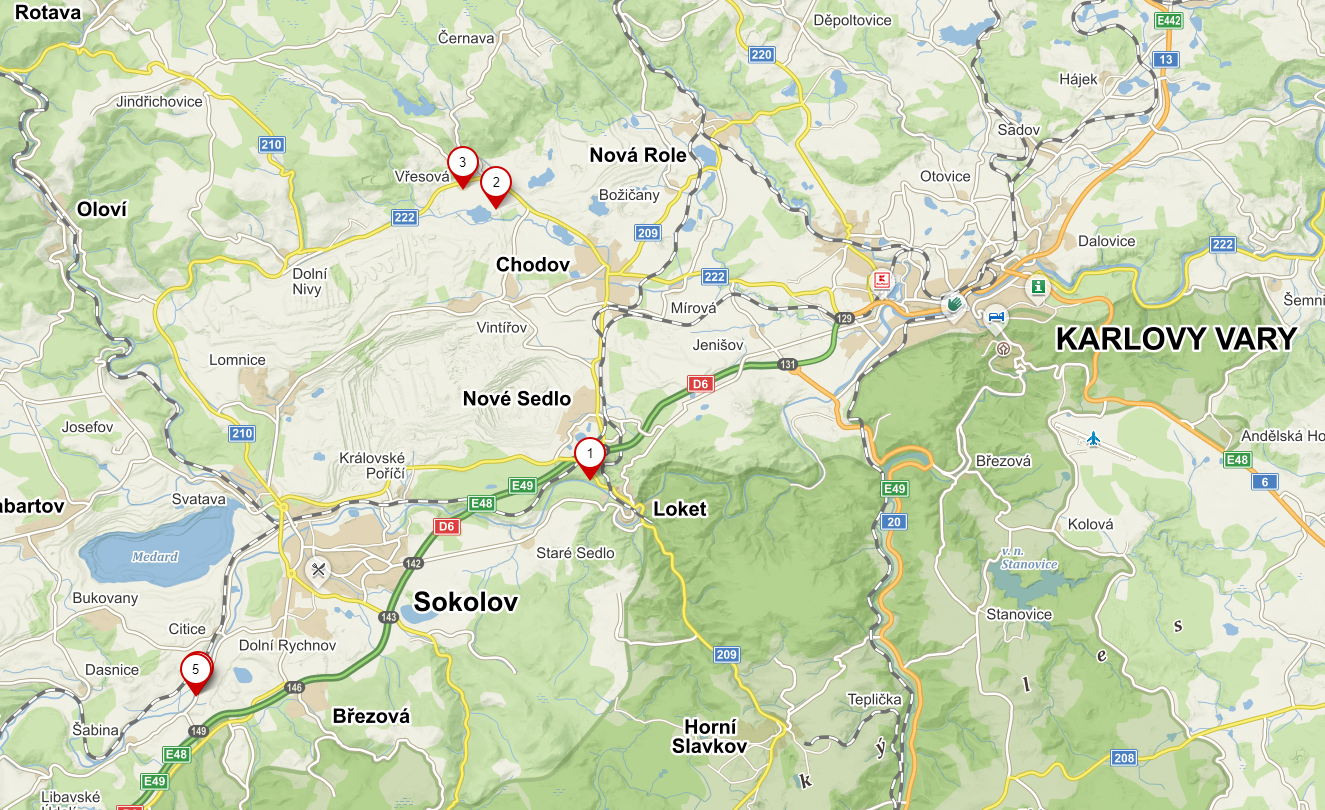 Rotava
Děpoltovice
E442
Černava
220
13
Hájek
Jindřichovice
Sadov
210
Nová Role
3
Vřesová
2
Otovice
Božičany
Oloví
222
209
Dalovice
222
Chodov
Dolní
Nivy
222
Šemni
Mírová
129
Vintířov
KARLOVY VARY
Jenišov
Lomnice
131
D6
Nové Sedlo
Josefov
210
Andělská Ho
1
Královské
Poříčí
Březová
E48
6
E49
E49
Svatava
abartov
E48
Loket
20
D6
Kolová
Medard
Staré Sedlo
v. n.
Stanovice
142
Bukovany
Sokolov
Stanovice
143
Citice
s
Dolní Rychnov
209
e
Dasnice
5
l
146
Teplička
Březová
Šabina
149
Horní
Slavkov
ý
E48
208
k
E49
Libavské
Údolí